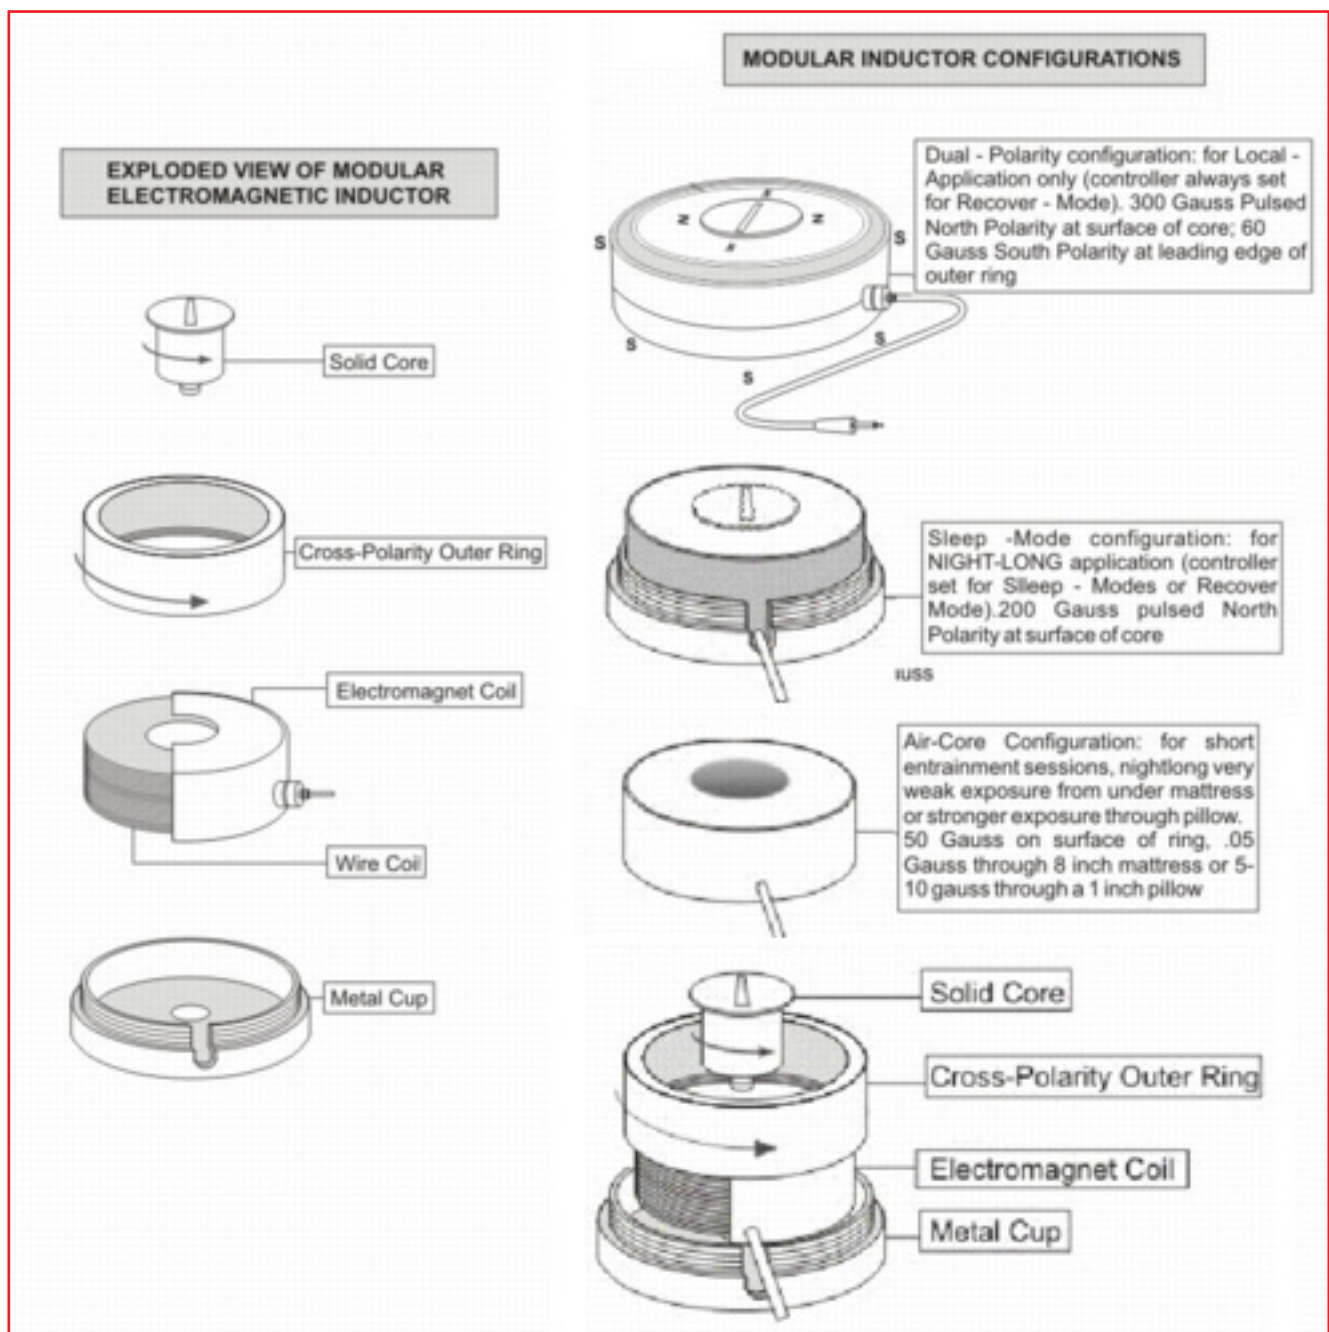 MODULAR INDUCTOR CONFIGURATIONS
EXPLODED VIEW OF MODULAR
ELECTROMAGNETIC INDUCTOR
Solid Core
Cross-Polarity Outer Ring
Electromagnet Coil
Wire Coil
Metal Cup
Dual - Polarity configuration: for Local -
Application only (controller always set
for Recover - Mode). 300 Gauss Pulsed
North Polarity at surface of core; 60
Gauss South Polarity at leading edge of
outer ring
N
N
N
N
S
S
S
S
S
Sleep -Mode configuration: for
NIGHT-LONG application (controller
set for Slleep - Modes or Recover
Mode).200 Gauss pulsed North
Polarity at surface of core
uss
Air-Core Configuration: for short
entrainment sessions, nightlong very
weak exposure from under mattress
or stronger exposure through pillow.
50 Gauss on surface of ring, .05
Gauss through 8 inch mattress or 5-
10 gauss through a 1 inch pillow
Solid Core
Cross-Polarity Outer Ring
Electromagnet Coil
Metal Cup